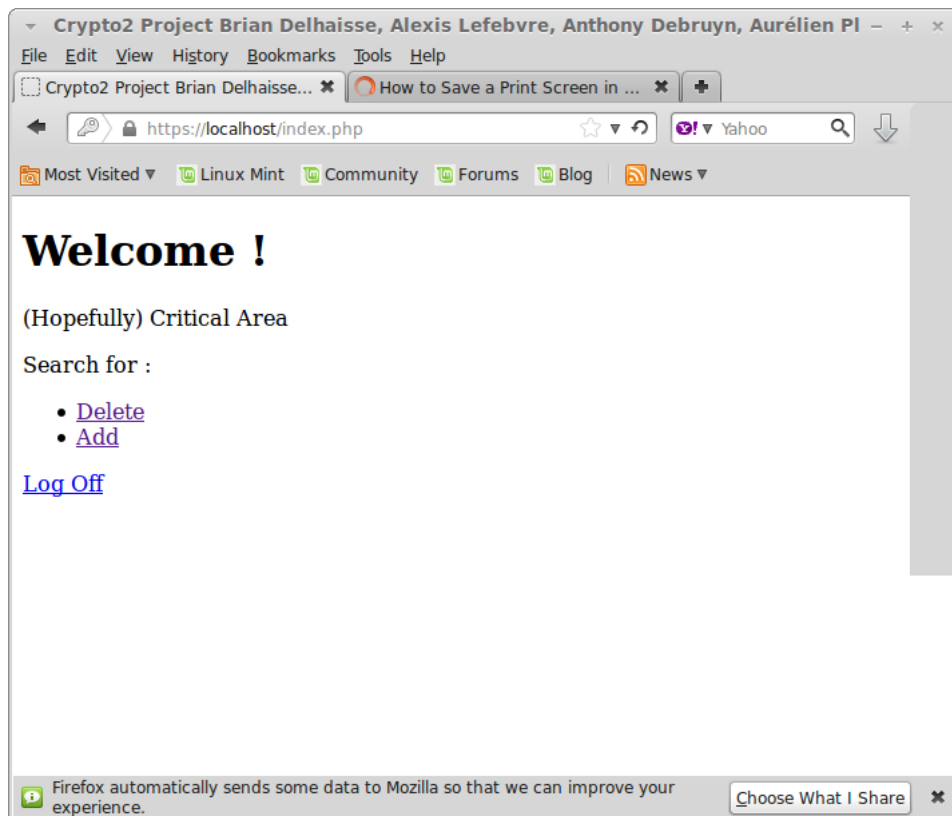 Crypto2 Project Brian Delhaisse, Alexis Lefebvre, Anthony Debruyn, Aurélien Pl
File Edit View History Bookmarks Tools Help
Crypto2 Project Brian Delhaisse... How to Save a Print Screen in ...
https://localhost/index.php Yahoo
Most Visited Linux Mint Community Forums Blog News
Welcome !
(Hopefully) Critical Area
Search for :
• Delete
• Add
Log Off
Firefox automatically sends some data to Mozilla so that we can improve your
experience.
Choose What I Share